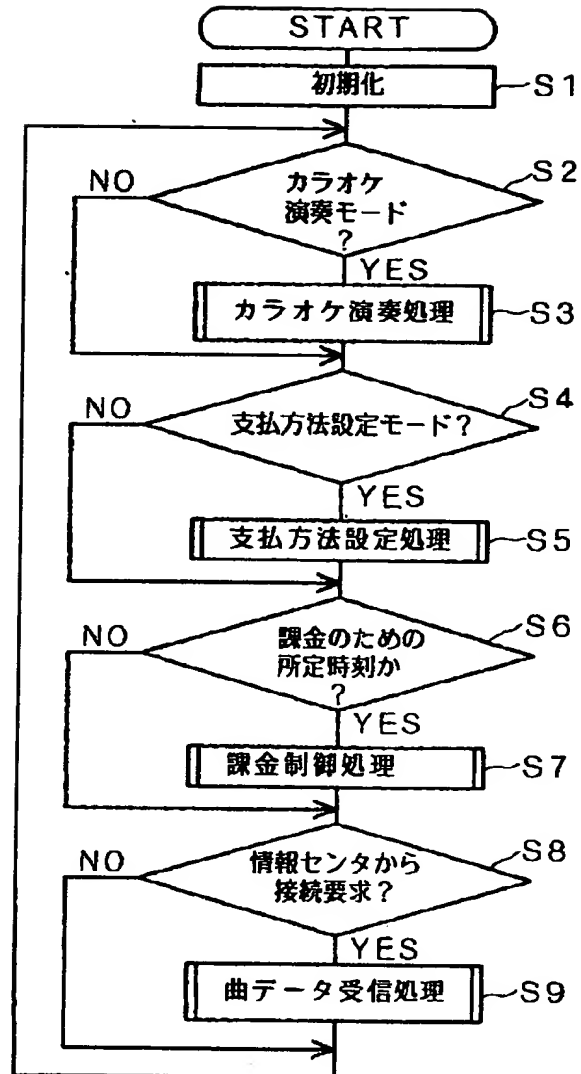 START
初期化
S1
S2
NO
カラオケ
演奏モード
?
YES
カラオケ演奏処理
S3
S4
NO
支払方法設定モード?
YES
支払方法設定処理
S5
S6
NO
課金のための
所定時刻か
?
YES
課金制御処理
S7
S8
NO
情報センタから
接続要求?
YES
曲データ受信処理
S9